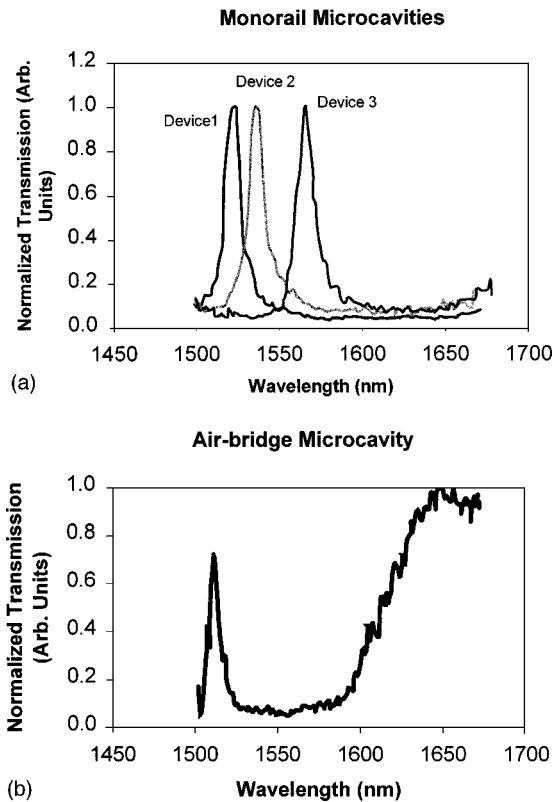 Monorail Microcavities
Normalized Transmission (Arb.
Units)
1.2
1.0
0.8
0.6
0.4
0.2
0.0
Device1
Device 2
Device 3
1450 1500 1550 1600 1650 1700
Wavelength (nm)
(a)
Air-bridge Microcavity
Normalized Transmission
(Arb. Units)
1.0
0.8
0.6
0.4
0.2
0.0
1450 1500 1550 1600 1650 1700
Wavelength (nm)
(b)